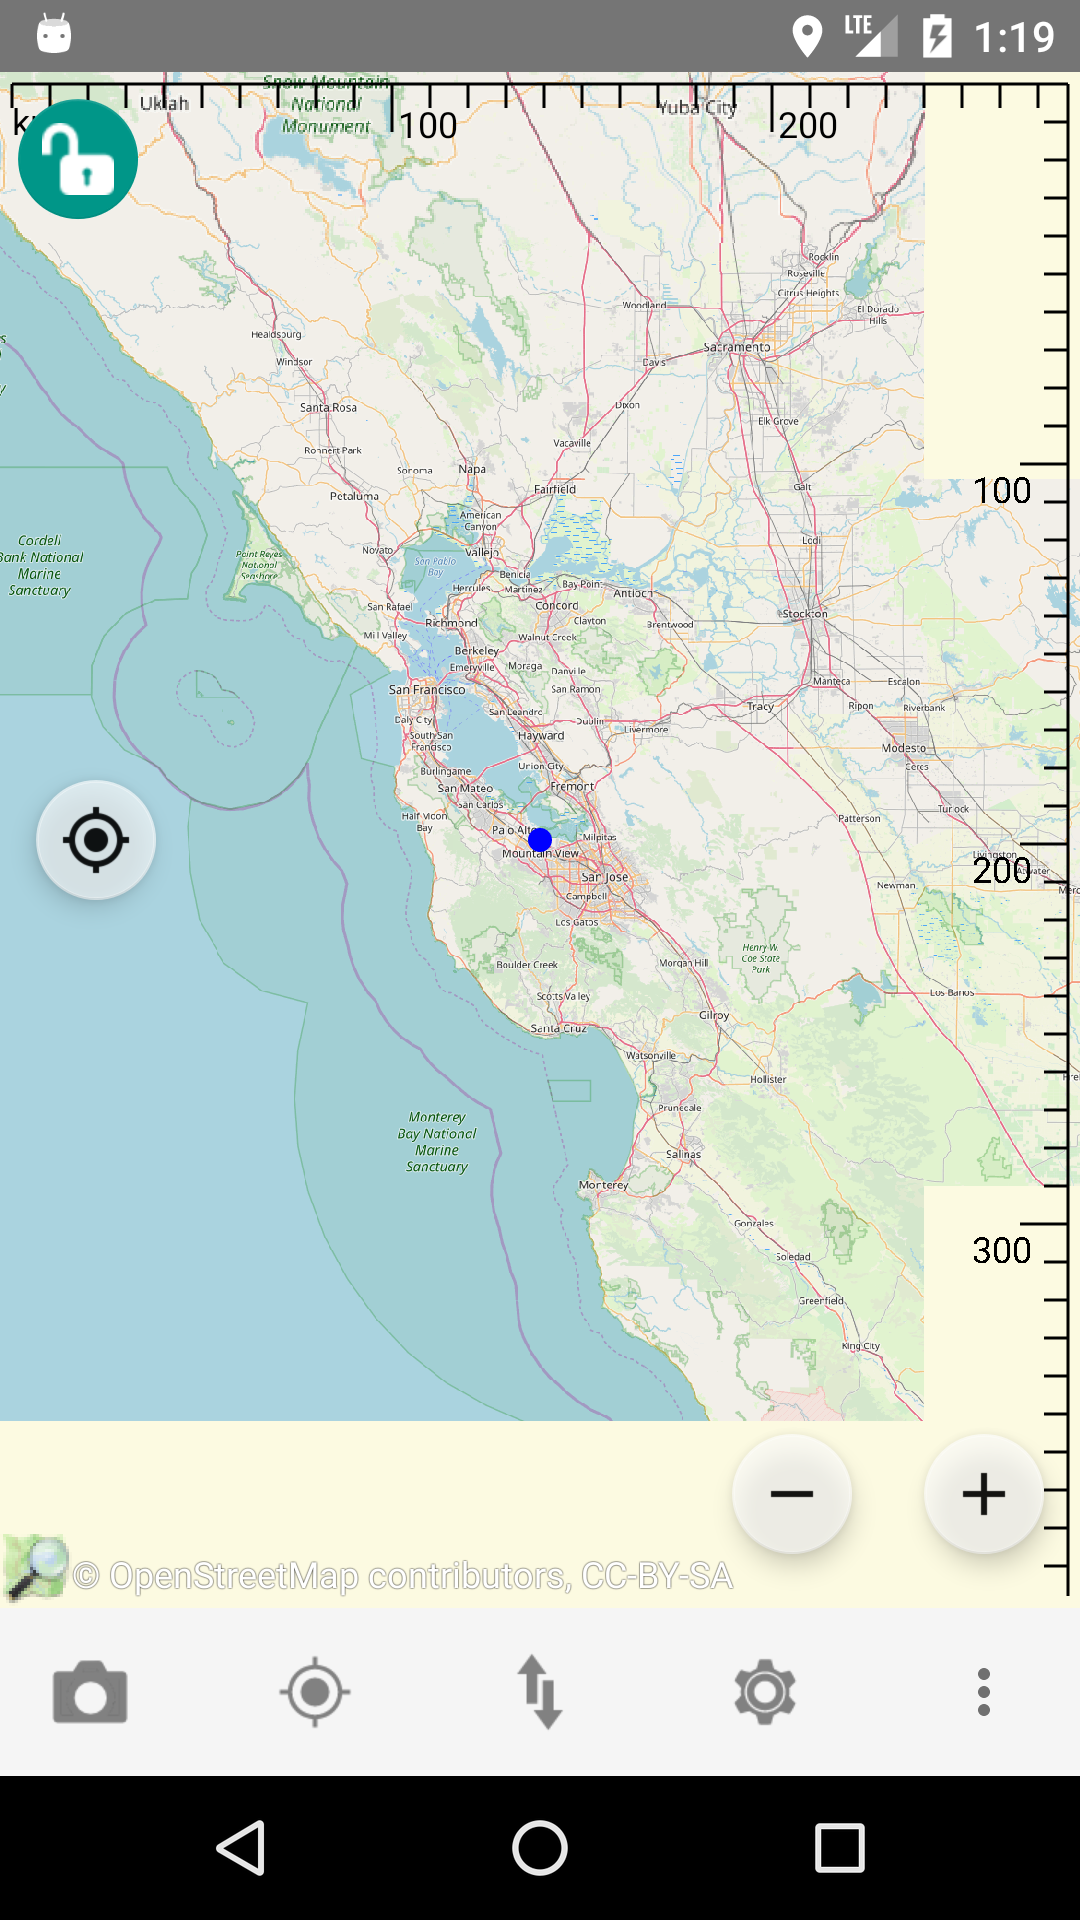 LTE 1:19
Ukiah
Snow Mountain
National
Monument
Yuba City
100
200
Rocklin
Roseville
Citrus Heights
Woodland
El Dorado
Hills
Healdsburg
Sacramento
Windsor
Davis
Santa Rosa
Dixon
Elk Grove
Vacaville
Rohnert Park
Sonoma
Napa
Petaluma
Fairfield
Galt
100
American
Canyon
Cordell
Bank National
Marine
Sanctuary
Novato
Vallejo
Lodi
Point Reyes
National
Seashore
San Pablo
Bay
Benicia
Hercules
Martinez
Bay Point
Antioch
San Rafael
Concord
Stockton
Richmond
Clayton
Brentwood
Mill Valley
Walnut Creek
Berkeley
Emeryville
Moraga
Danville
San Francisco
San Ramon
Manteca
Escalon
Daly City
San Leandro
Tracy
Ripon
Riverbank
Dublin
Livermore
South San
Francisco
Hayward
Modesto
Burlingame
Union City
Ceres
San Mateo
Fremont
San Carlos
Turlock
Half Moon
Bay
Patterson
Palo Alto
Milpitas
Mountain View
Livingston
Atwater
200
San Jose
Newman
Campbell
Los Gatos
Henry W.
Coe State
Park
Boulder Creek
Morgan Hill
Scotts Valley
Los Banos
Gilroy
Santa Cruz
Watsonville
Hollister
Prunedale
Monterey
Bay National
Marine
Sanctuary
Salinas
Monterey
Gonzales
300
Soledad
Greenfield
King City
© OpenStreetMap contributors, CC-BY-SA